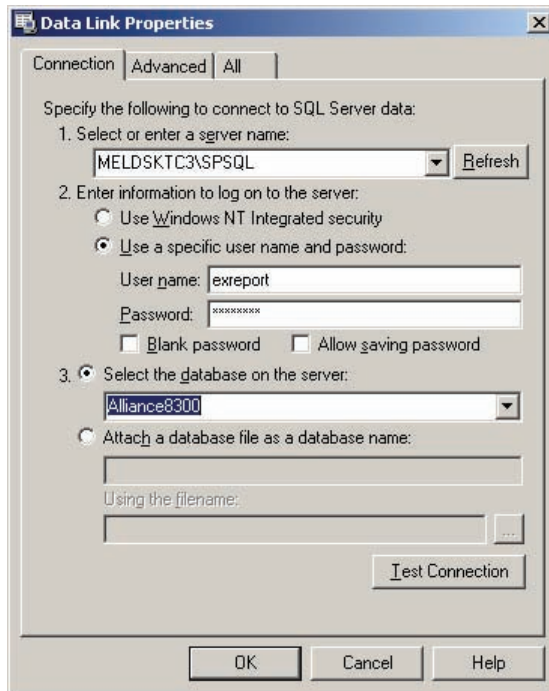 Data Link Properties
Connection Advanced All
Specify the following to connect to SQL Server data:
1. Select or enter a server name:
MELDSKTC3\SPSQL Refresh
2. Enter information to log on to the server:
Use Windows NT Integrated security
Use a specific user name and password:
User name: exreport
Password: ********
Blank password Allow saving password
3. Select the database on the server:
Alliance8300
Attach a database file as a database name:
Using the filename:
...
Test Connection
OK Cancel Help